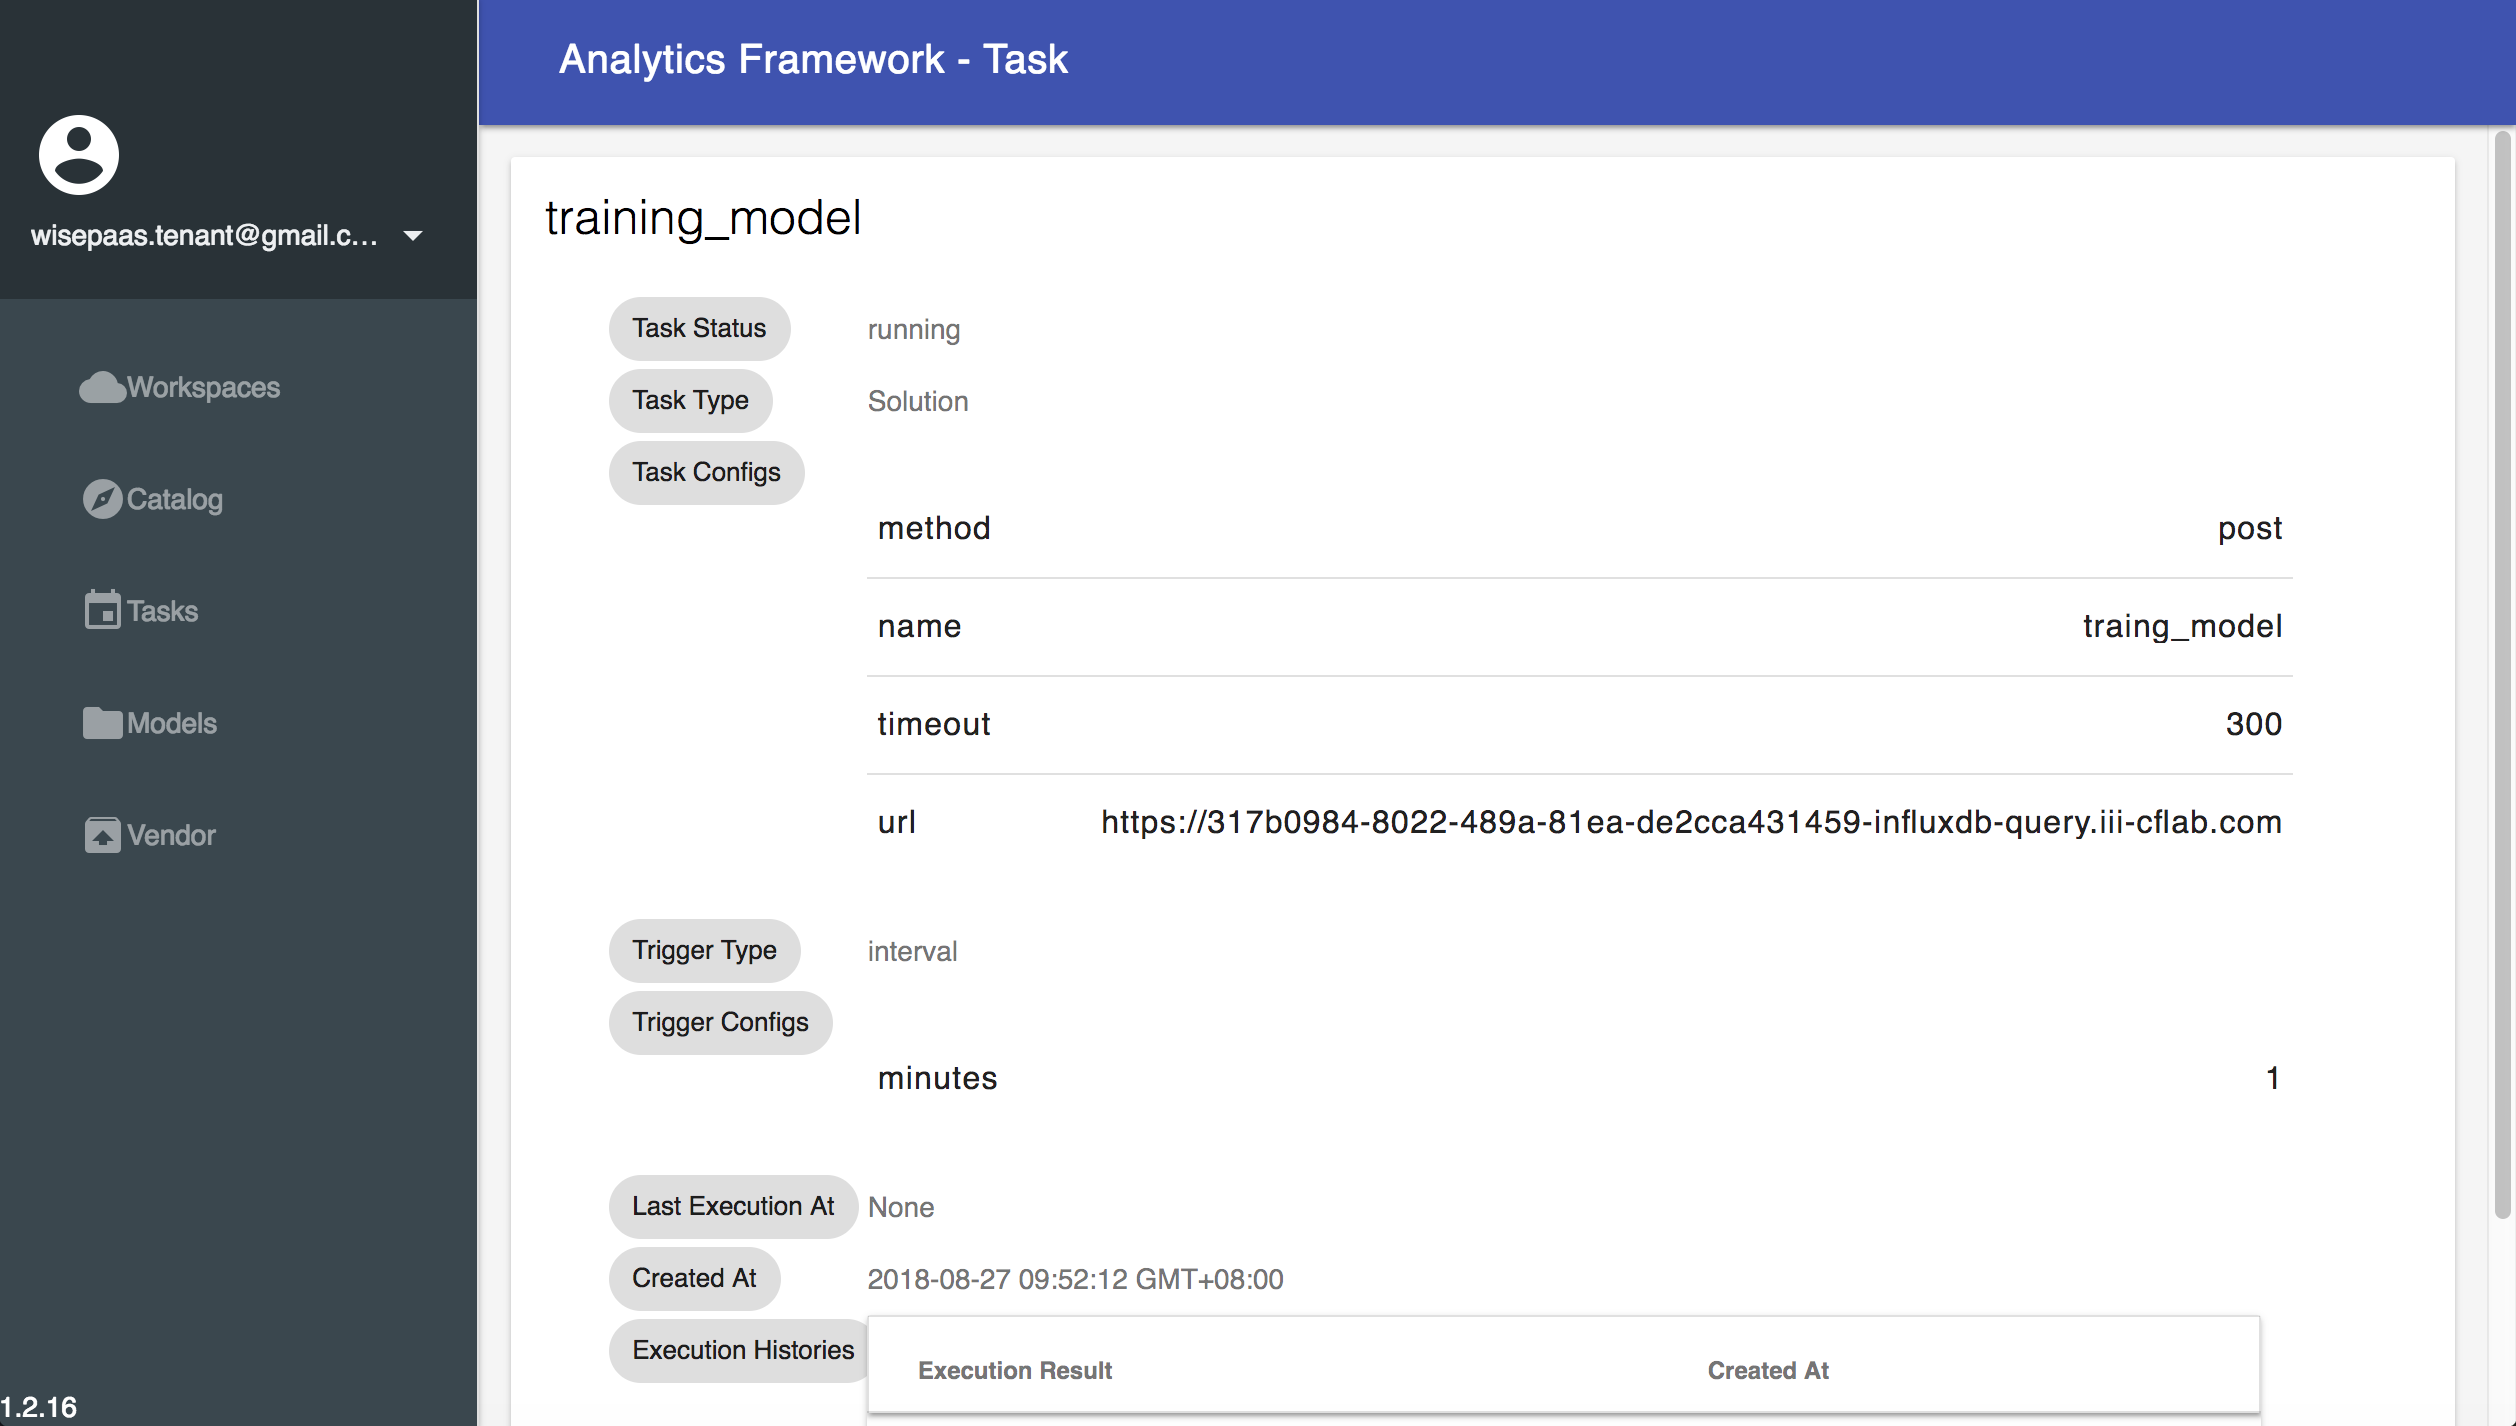 Analytics Framework - Task
wisepaas.tenant@gmail.c...
Workspaces
Catalog
Tasks
Models
Vendor
1.2.16
training_model
Task Status running
Task Type Solution
Task Configs
method post
name traing_model
timeout 300
url https://317b0984-8022-489a-81ea-de2cca431459-influxdb-query.iii-cflab.com
Trigger Type interval
Trigger Configs
minutes 1
Last Execution At None
Created At 2018-08-27 09:52:12 GMT+08:00
Execution Histories
Execution Result Created At